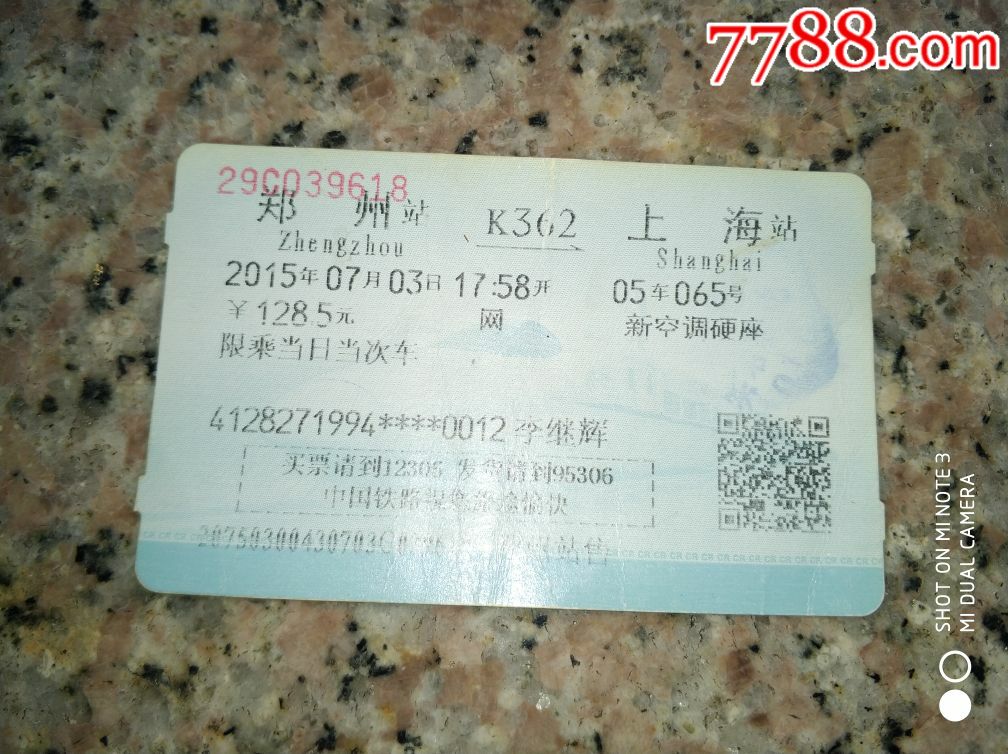 7788.com
29C039618
郑州站 K362 上海站
Zhengzhou Shanghai
2015年07月03日 17:58开 05车065号
￥128.5元 网 新空调硬座
限乘当日当次车
4128271994****0012 李继辉
买票请到12306 发货请到95306
中国铁路祝您旅途愉快
站售
SHOT ON MI NOTE 3
MI DUAL CAMERA